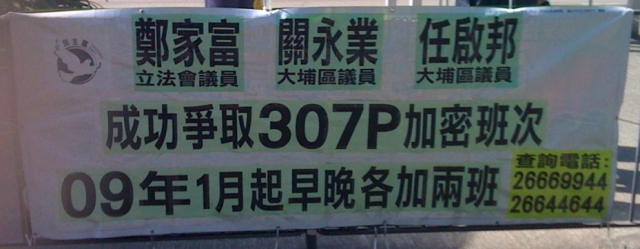 鄭家富 關永業 任啟邦
立法會議員 大埔區議員 大埔區議員
成功爭取307P加密班次
09年1月起早晚各加兩班
查詢電話:
26669944
26644644